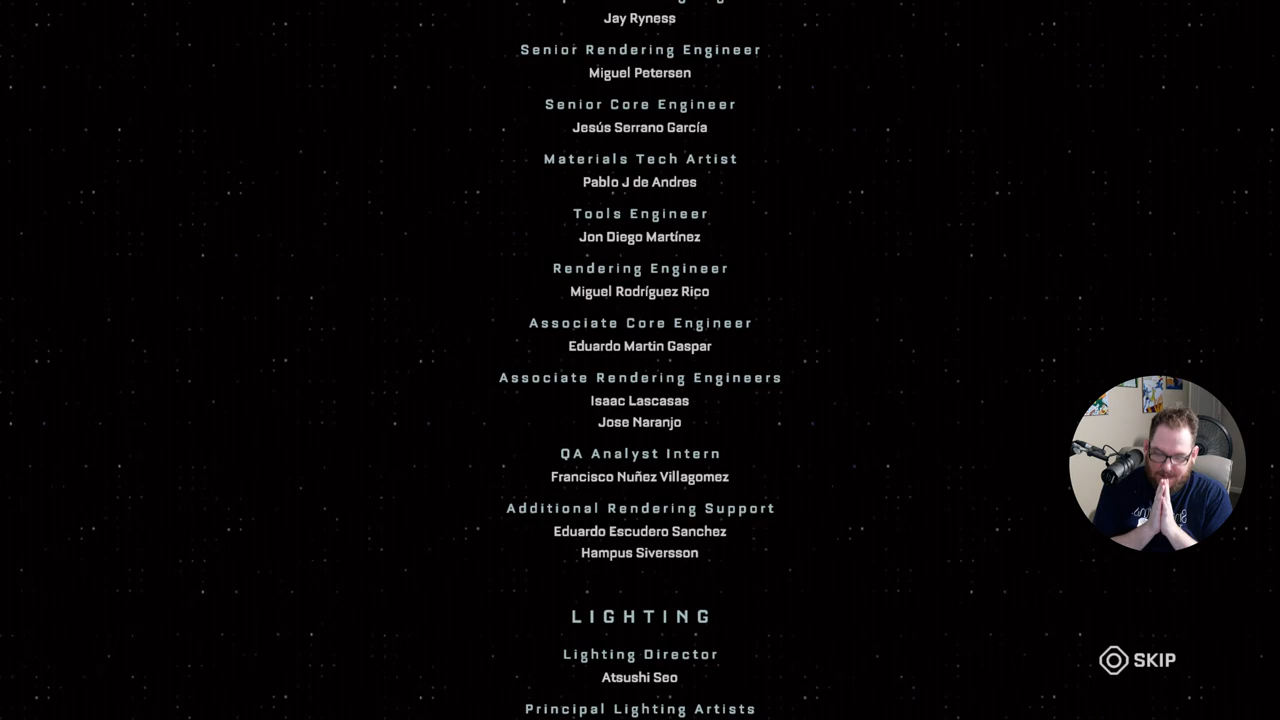 Jay Ryness
Senior Rendering Engineer
Miguel Petersen
Senior Core Engineer
Jesús Serrano García
Materials Tech Artist
Pablo J de Andres
Tools Engineer
Jon Diego Martínez
Rendering Engineer
Miguel Rodríguez Rico
Associate Core Engineer
Eduardo Martin Gaspar
Associate Rendering Engineers
Isaac Lascasas
Jose Naranjo
QA Analyst Intern
Francisco Nuñez Villagomez
Additional Rendering Support
Eduardo Escudero Sanchez
Hampus Siversson
LIGHTING
Lighting Director
Atsushi Seo
SKIP
Principal Lighting Artists